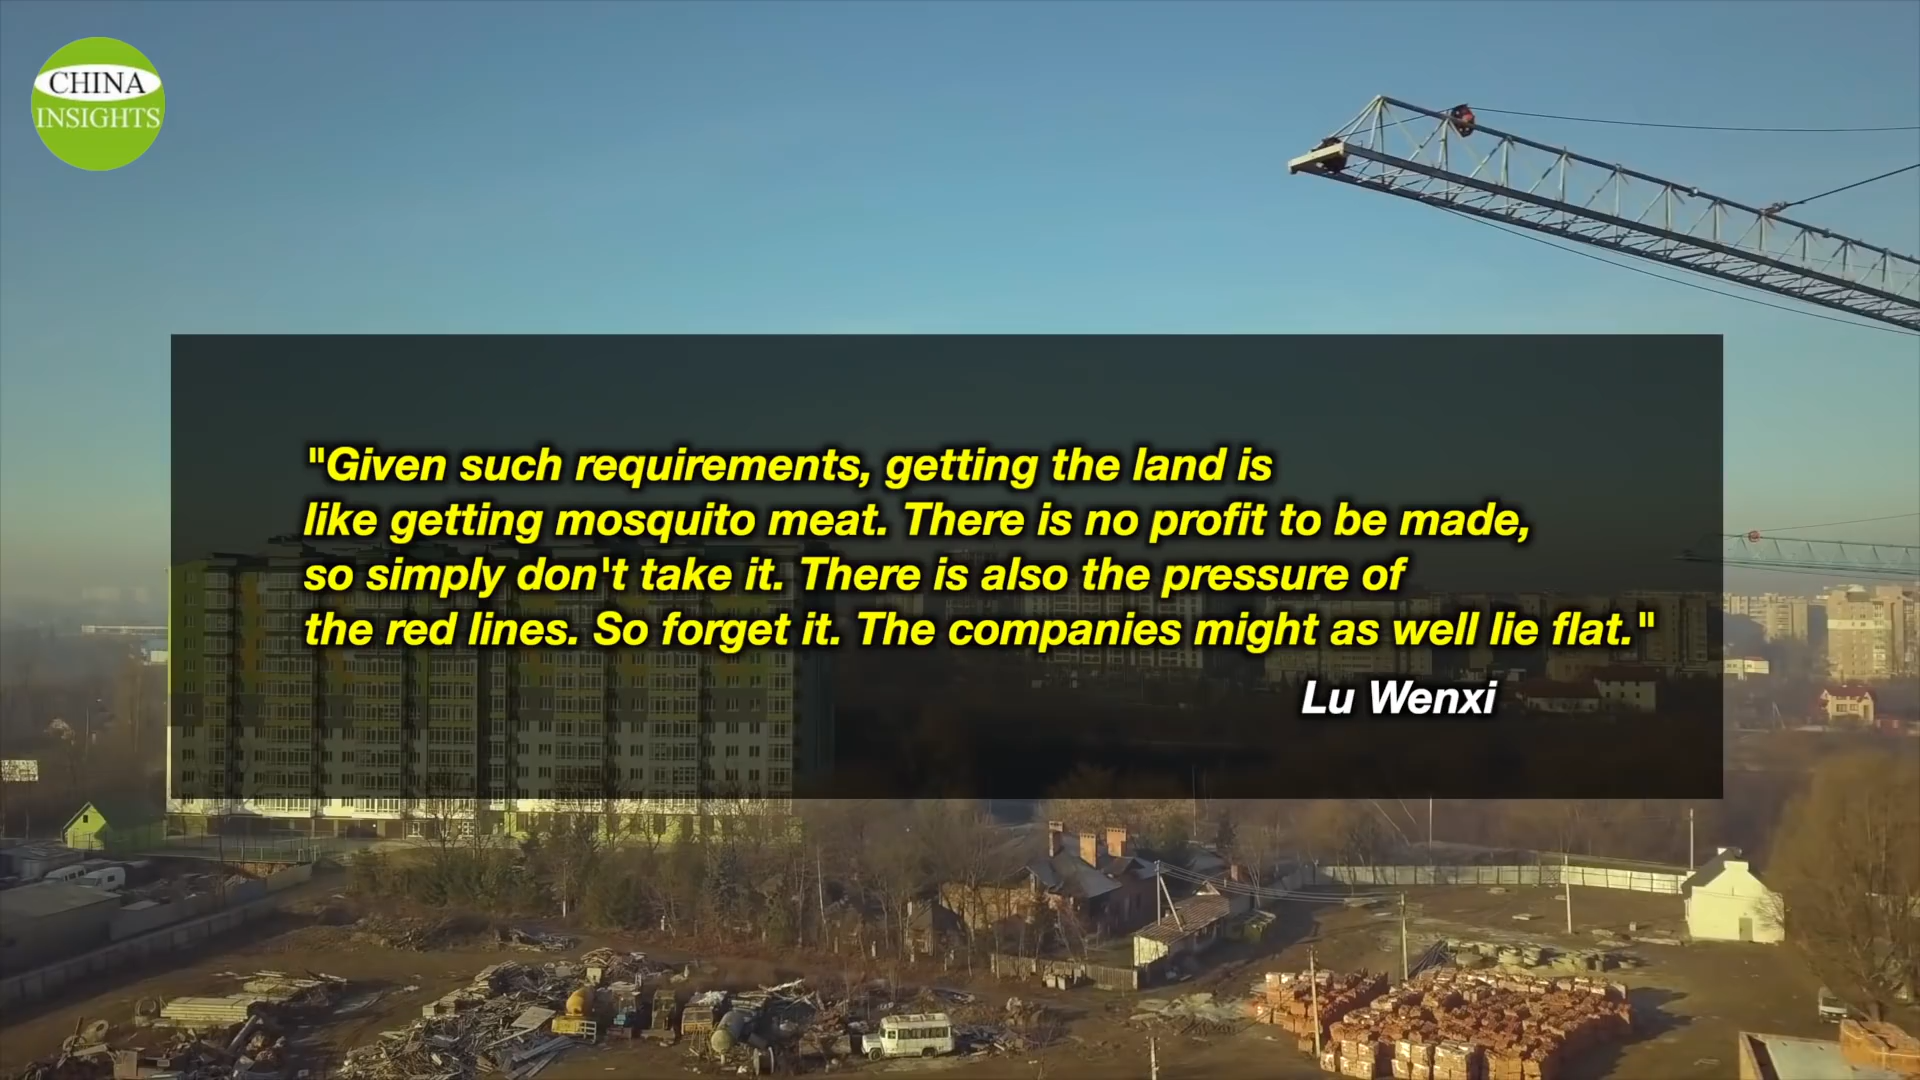 CHINA
INSIGHTS
"Given such requirements, getting the land is
like getting mosquito meat. There is no profit to be made,
so simply don't take it. There is also the pressure of
the red lines. So forget it. The companies might as well lie flat."
Lu Wenxi